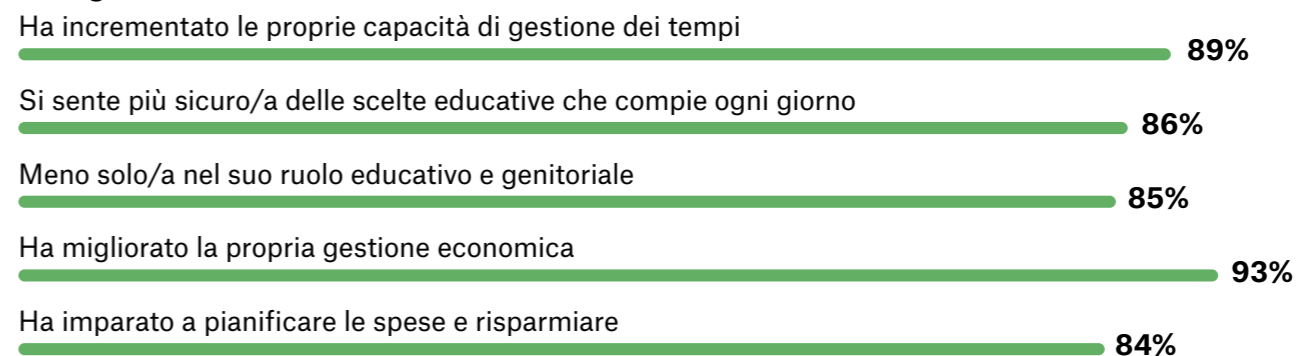 Ha incrementato le proprie capacità di gestione dei tempi
89%
Si sente più sicuro/a delle scelte educative che compie ogni giorno
86%
Meno solo/a nel suo ruolo educativo e genitoriale
85%
Ha migliorato la propria gestione economica
93%
Ha imparato a pianificare le spese e risparmiare
84%